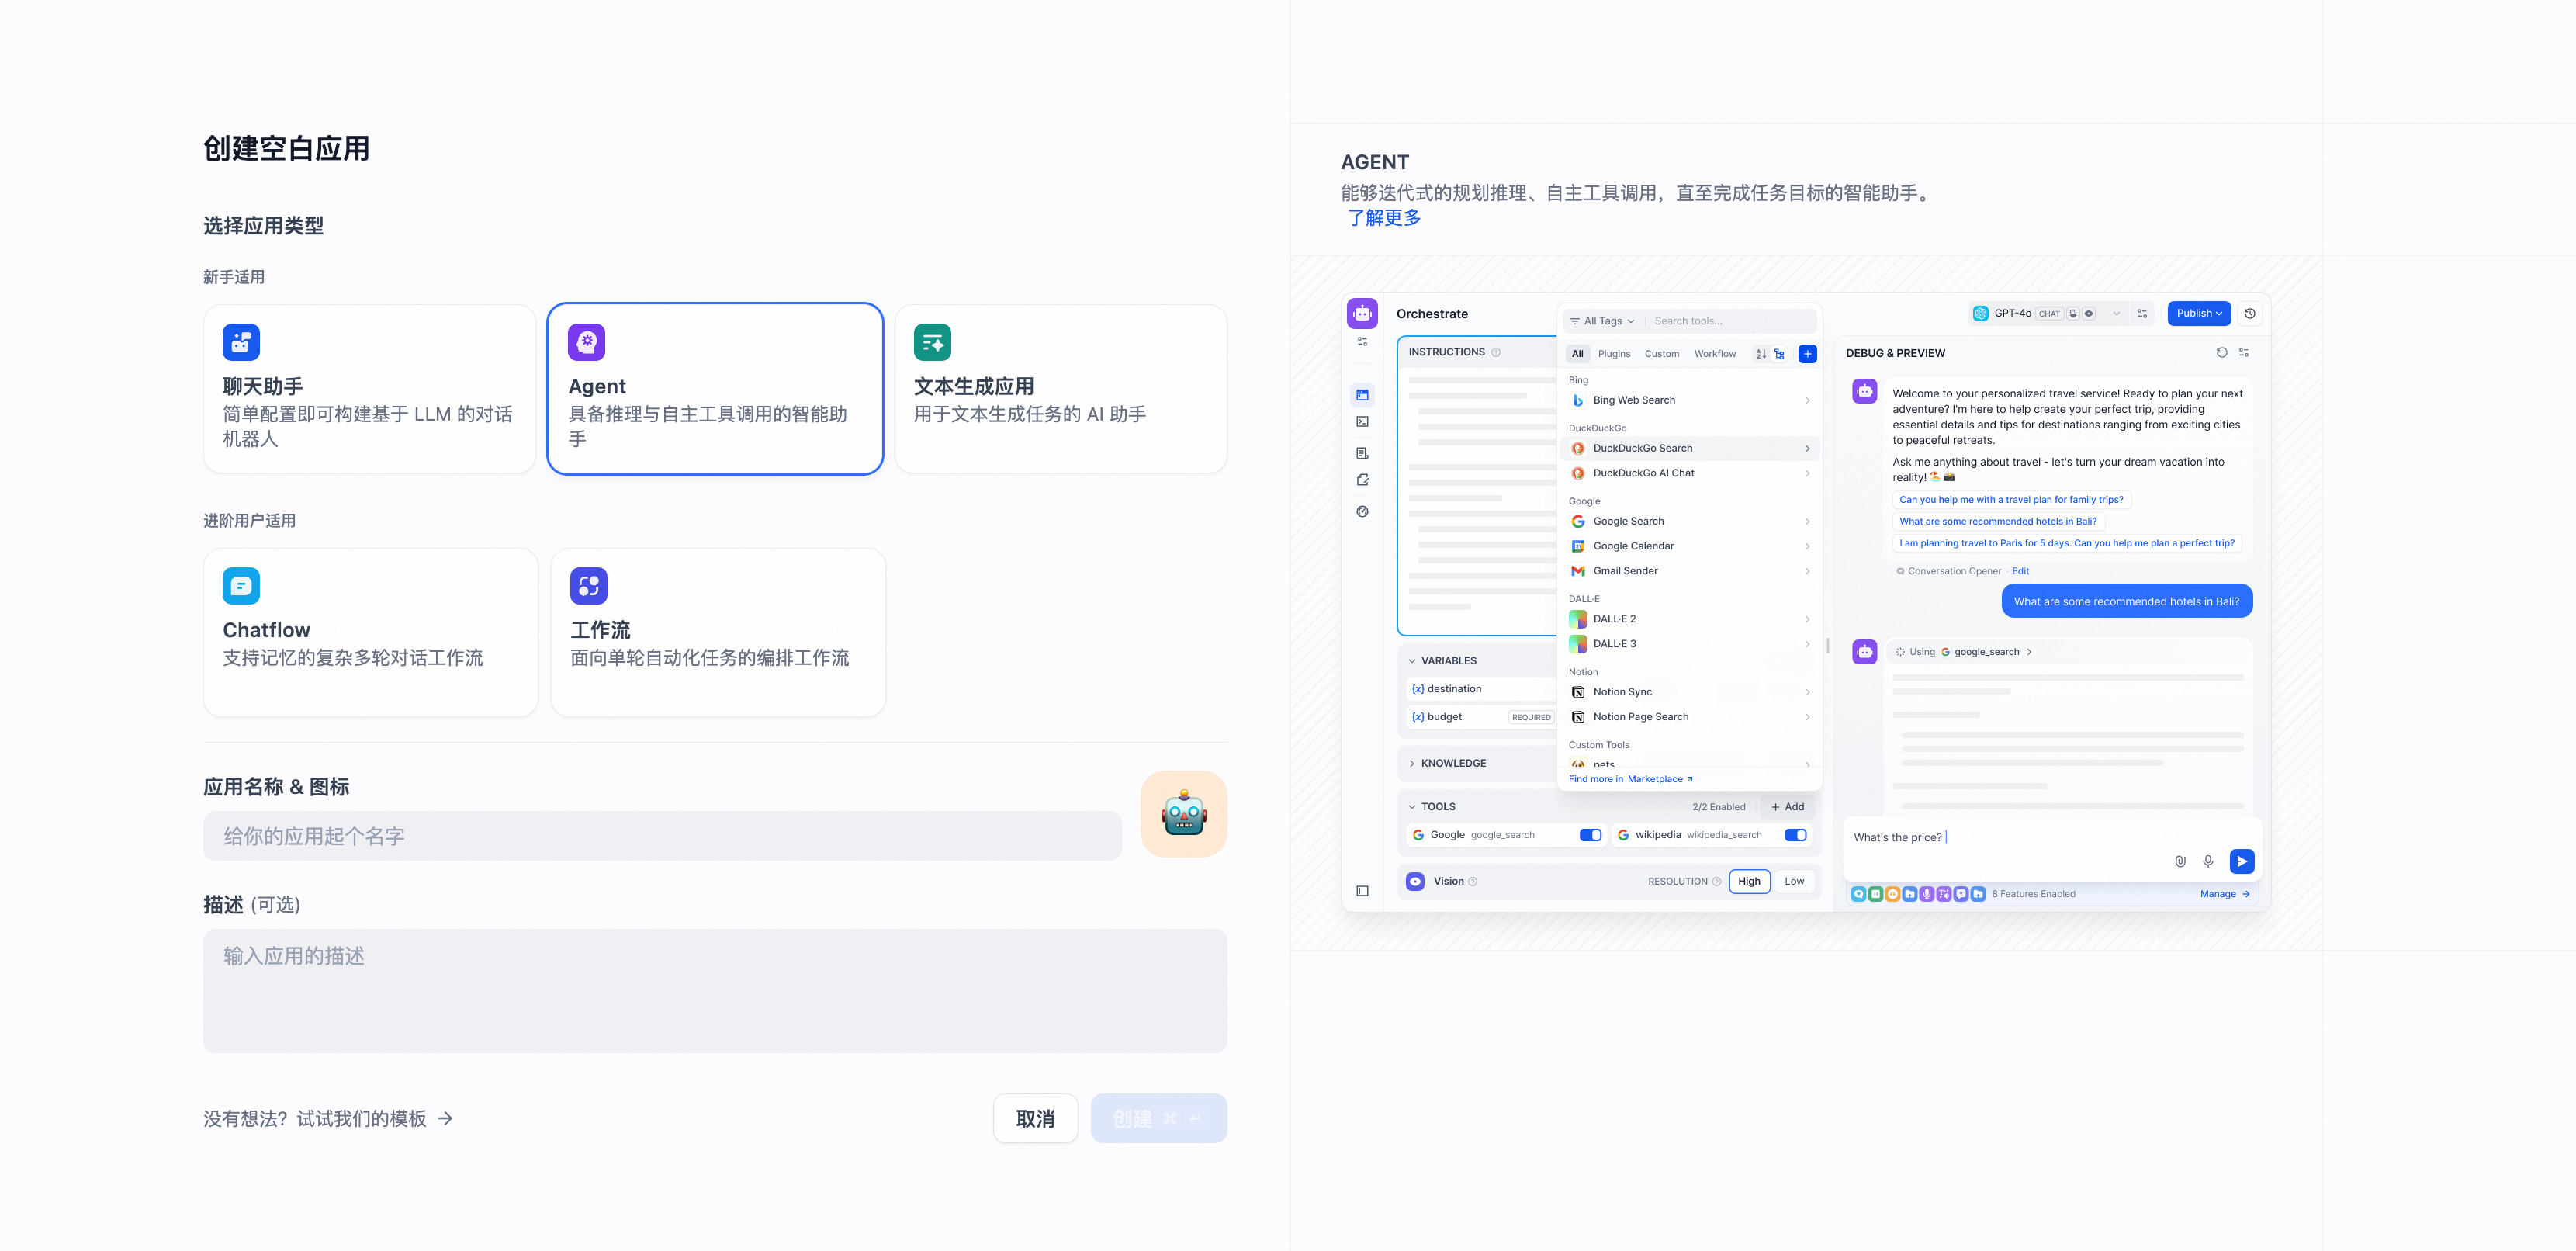 创建空白应用
选择应用类型
新手适用
聊天助手
简单配置即可构建基于 LLM 的对话
机器人
Agent
具备推理与自主工具调用的智能助
手
文本生成应用
用于文本生成任务的 AI 助手
进阶用户适用
Chatflow
支持记忆的复杂多轮对话工作流
工作流
面向单轮自动化任务的编排工作流
应用名称 & 图标
给你的应用起个名字
描述 (可选)
输入应用的描述
没有想法？试试我们的模板 →
取消
创建 ⌘ ↵
AGENT
能够迭代式的规划推理、自主工具调用，直至完成任务目标的智能助手。
了解更多
Orchestrate
INSTRUCTIONS
VARIABLES
{x} destination
{x} budget REQUIRED
KNOWLEDGE
TOOLS 2/2 Enabled + Add
Google google_search
wikipedia wikipedia_search
Vision RESOLUTION High Low
All Tags Search tools...
All Plugins Custom Workflow
Bing
Bing Web Search
DuckDuckGo
DuckDuckGo Search
DuckDuckGo AI Chat
Google
Google Search
Google Calendar
Gmail Sender
DALL·E
DALL·E 2
DALL·E 3
Notion
Notion Sync
Notion Page Search
Custom Tools
pets
Find more in Marketplace ↗
GPT-4o CHAT
Publish
DEBUG & PREVIEW
Welcome to your personalized travel service! Ready to plan your next
adventure? I'm here to help create your perfect trip, providing
essential details and tips for destinations ranging from exciting cities
to peaceful retreats.
Ask me anything about travel - let's turn your dream vacation into
reality! 🏖️ 📸
Can you help me with a travel plan for family trips?
What are some recommended hotels in Bali?
I am planning travel to Paris for 5 days. Can you help me plan a perfect trip?
Conversation Opener · Edit
What are some recommended hotels in Bali?
Using google_search
What's the price?
8 Features Enabled
Manage →